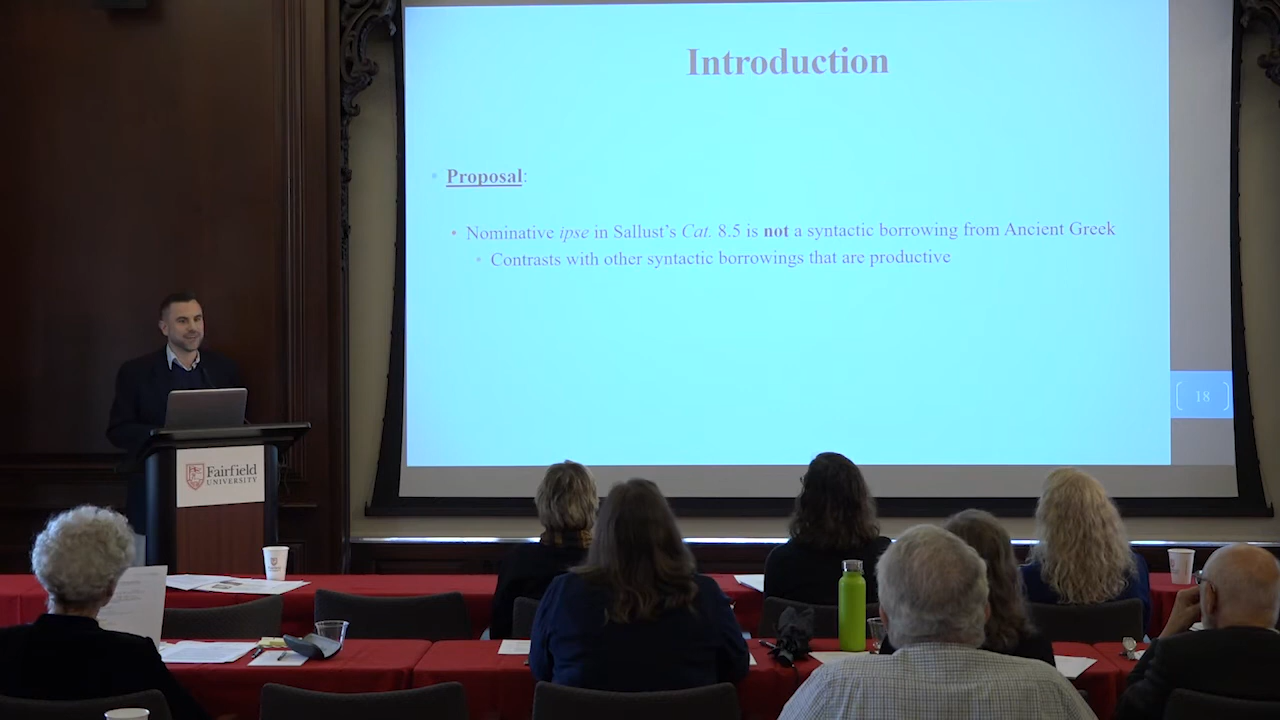 Introduction
• Proposal:
• Nominative ipse in Sallust’s Cat. 8.5 is not a syntactic borrowing from Ancient Greek
• Contrasts with other syntactic borrowings that are productive
18
Fairfield
UNIVERSITY